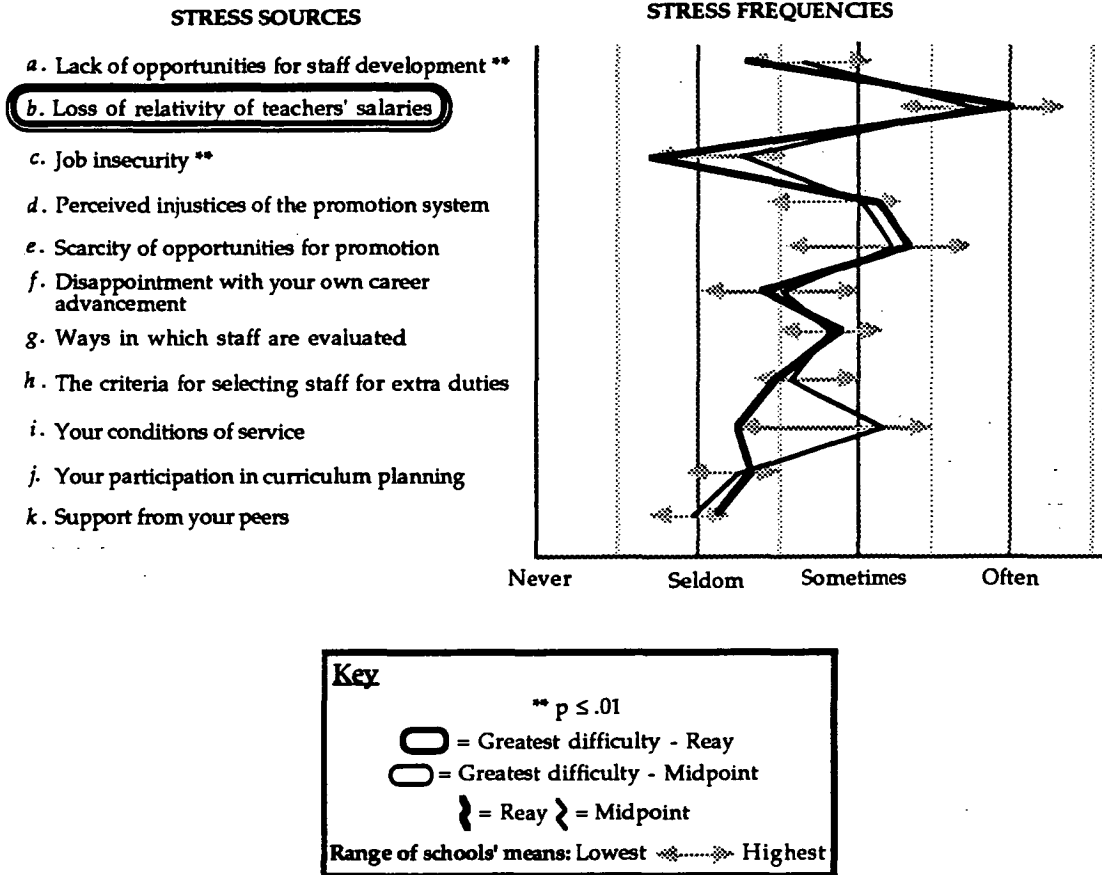 STRESS SOURCES
STRESS FREQUENCIES
a. Lack of opportunities for staff development **
b. Loss of relativity of teachers' salaries
c. Job insecurity **
d. Perceived injustices of the promotion system
e. Scarcity of opportunities for promotion
f. Disappointment with your own career
advancement
g. Ways in which staff are evaluated
h. The criteria for selecting staff for extra duties
i. Your conditions of service
j. Your participation in curriculum planning
k. Support from your peers
Never Seldom Sometimes Often
Key
** p ≤ .01
= Greatest difficulty - Reay
= Greatest difficulty - Midpoint
= Reay = Midpoint
Range of schools' means: Lowest Highest